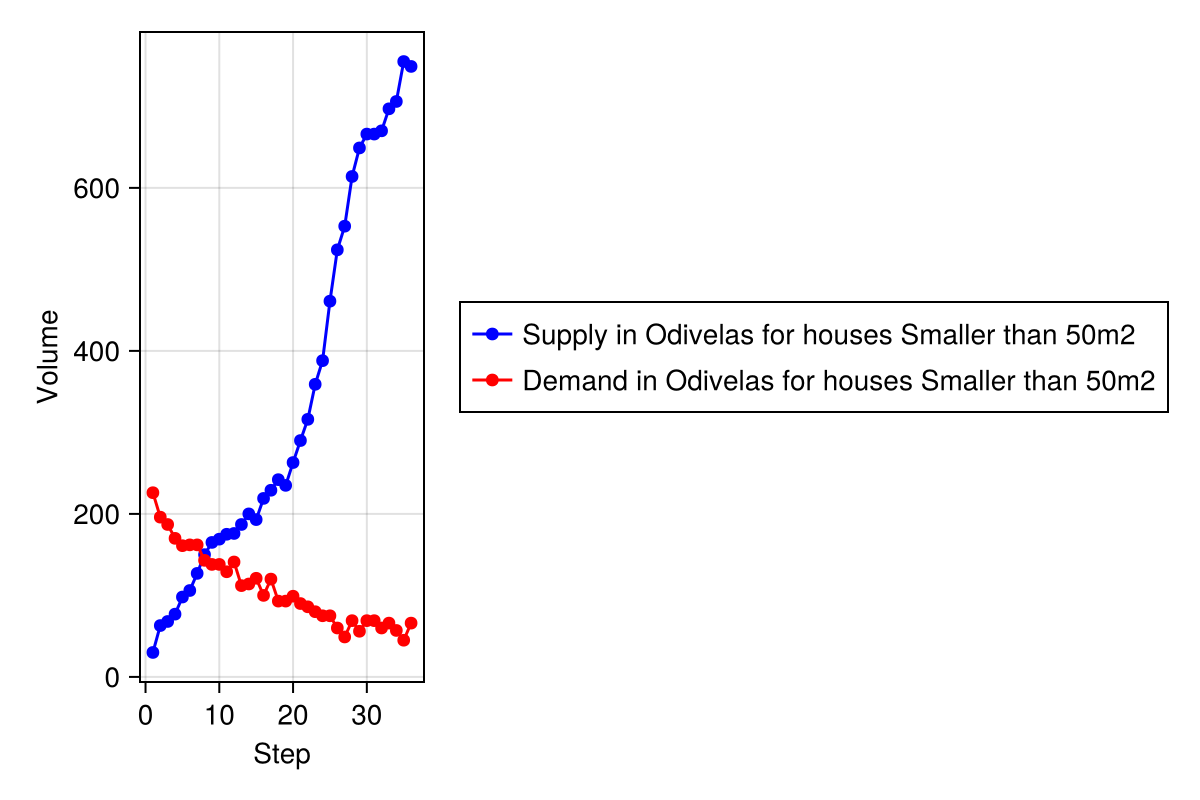 Volume
600
400
200
0
0 10 20 30
Step
Supply in Odivelas for houses Smaller than 50m2
Demand in Odivelas for houses Smaller than 50m2